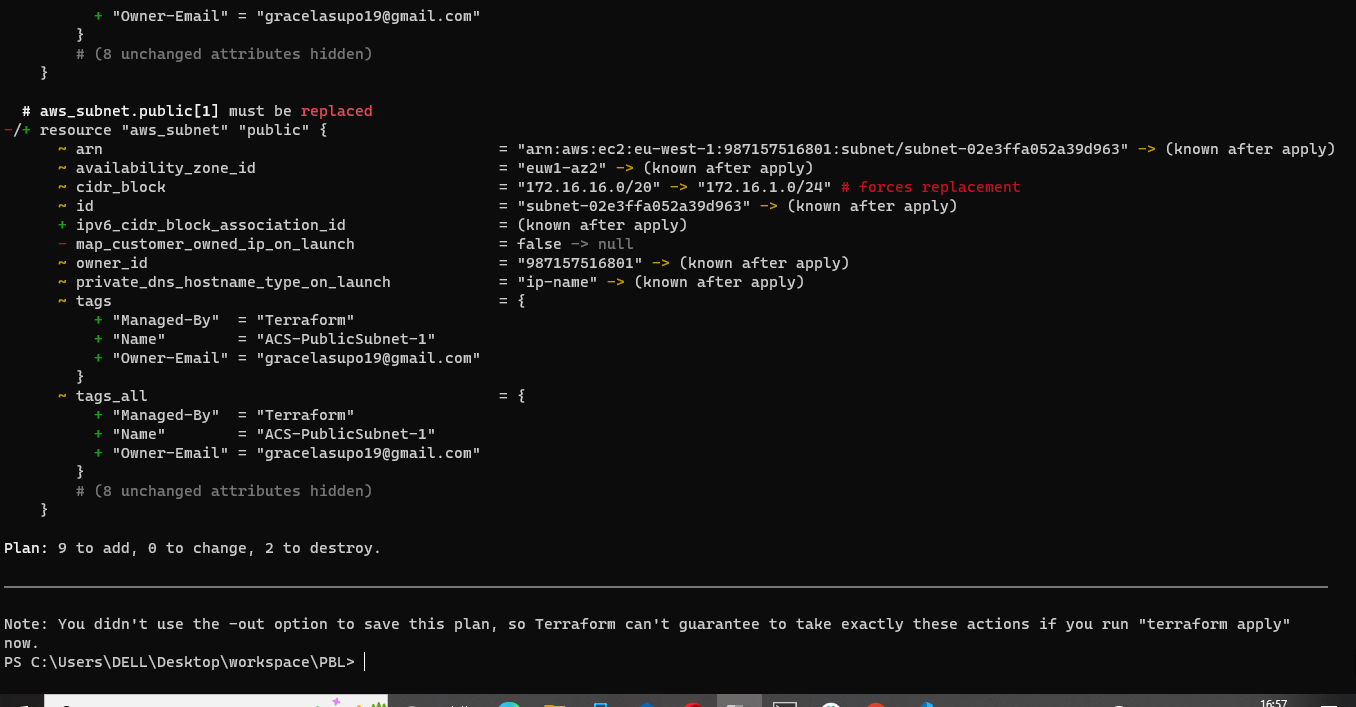 + "Owner-Email" = "gracelasupo19@gmail.com"
}
# (8 unchanged attributes hidden)
}
# aws_subnet.public[1] must be replaced
-/+ resource "aws_subnet" "public" {
~ arn = "arn:aws:ec2:eu-west-1:987157516801:subnet/subnet-02e3ffa052a39d963" -> (known after apply)
~ availability_zone_id = "euw1-az2" -> (known after apply)
~ cidr_block = "172.16.16.0/20" -> "172.16.1.0/24" # forces replacement
~ id = "subnet-02e3ffa052a39d963" -> (known after apply)
+ ipv6_cidr_block_association_id = (known after apply)
- map_customer_owned_ip_on_launch = false -> null
~ owner_id = "987157516801" -> (known after apply)
~ private_dns_hostname_type_on_launch = "ip-name" -> (known after apply)
~ tags = {
+ "Managed-By" = "Terraform"
+ "Name" = "ACS-PublicSubnet-1"
+ "Owner-Email" = "gracelasupo19@gmail.com"
}
~ tags_all = {
+ "Managed-By" = "Terraform"
+ "Name" = "ACS-PublicSubnet-1"
+ "Owner-Email" = "gracelasupo19@gmail.com"
}
# (8 unchanged attributes hidden)
}
Plan: 9 to add, 0 to change, 2 to destroy.
Note: You didn't use the -out option to save this plan, so Terraform can't guarantee to take exactly these actions if you run "terraform apply"
now.
PS C:\Users\DELL\Desktop\workspace\PBL>
16:57